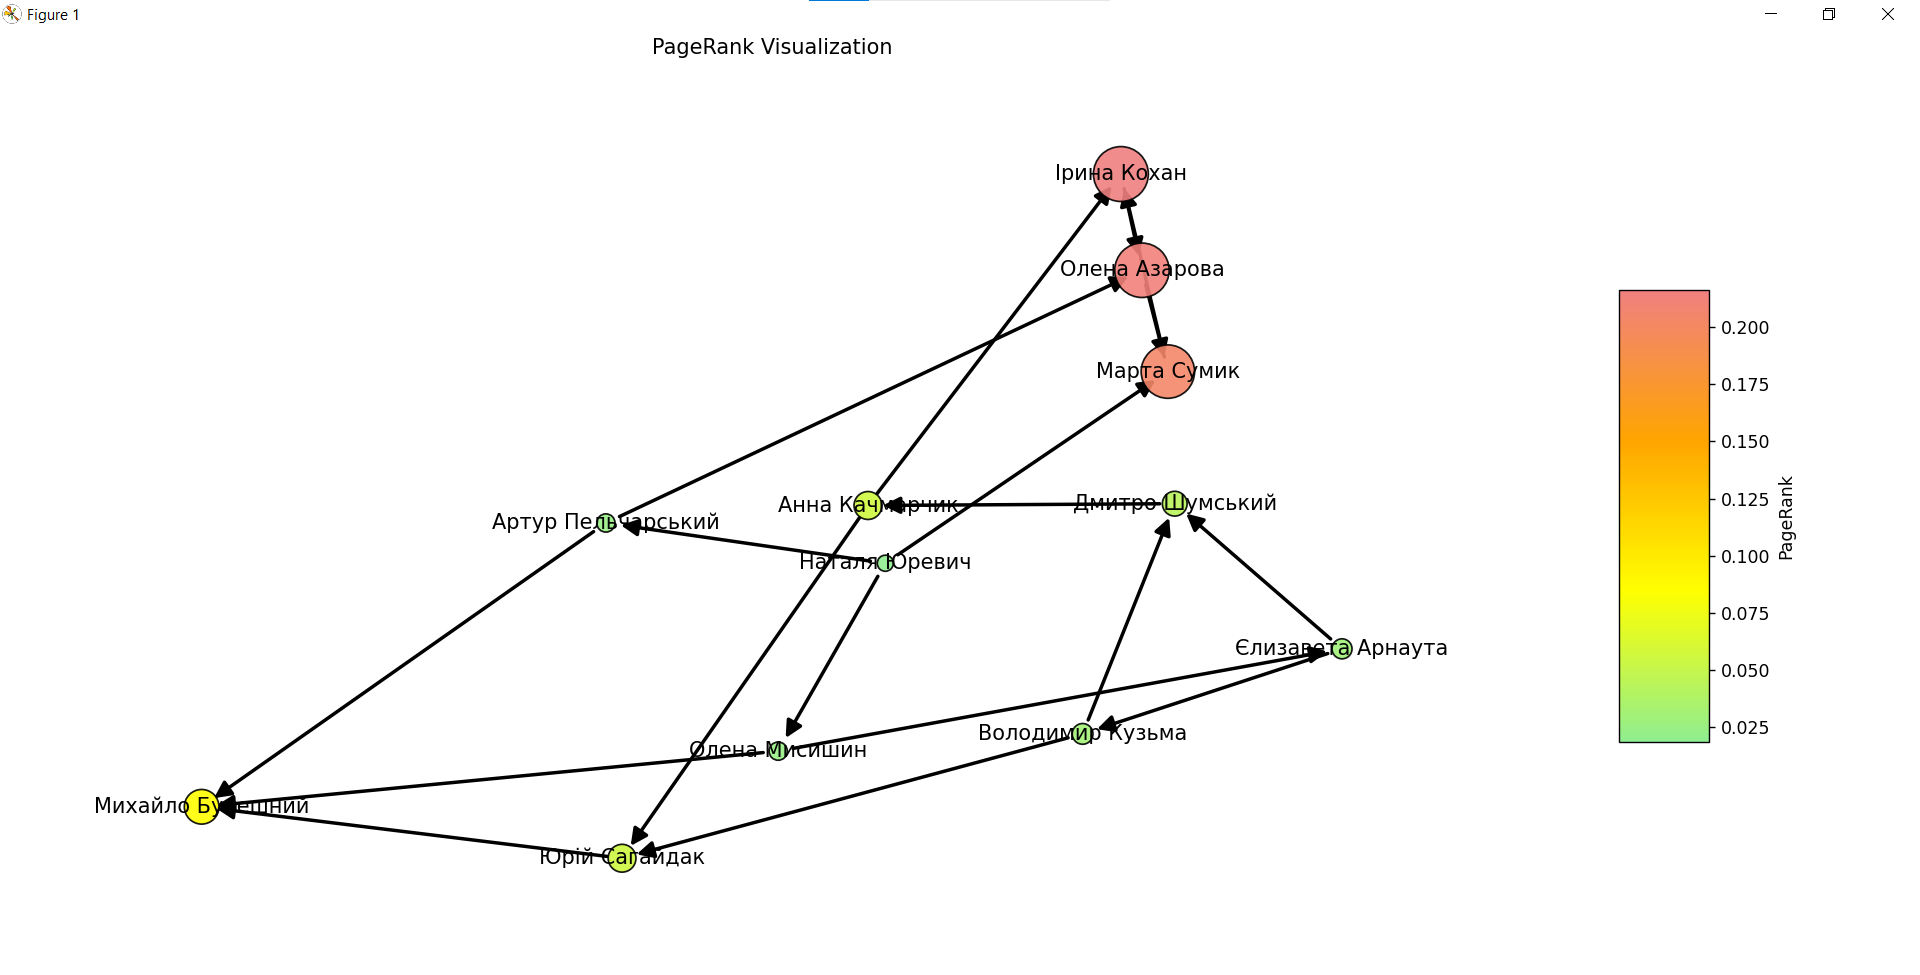 Figure 1
PageRank Visualization
Ірина Кохан
Олена Азарова
Марта Сумик
Анна Качмарчик
Дмитро Шумський
Артур Пельчарський
Наталя Юревич
Єлизавета Арнаута
Володимир Кузьма
Олена Мисишин
Михайло
Юрій Сагайдак
0.200
0.175
0.150
0.125
0.100
0.075
0.050
0.025
PageRank